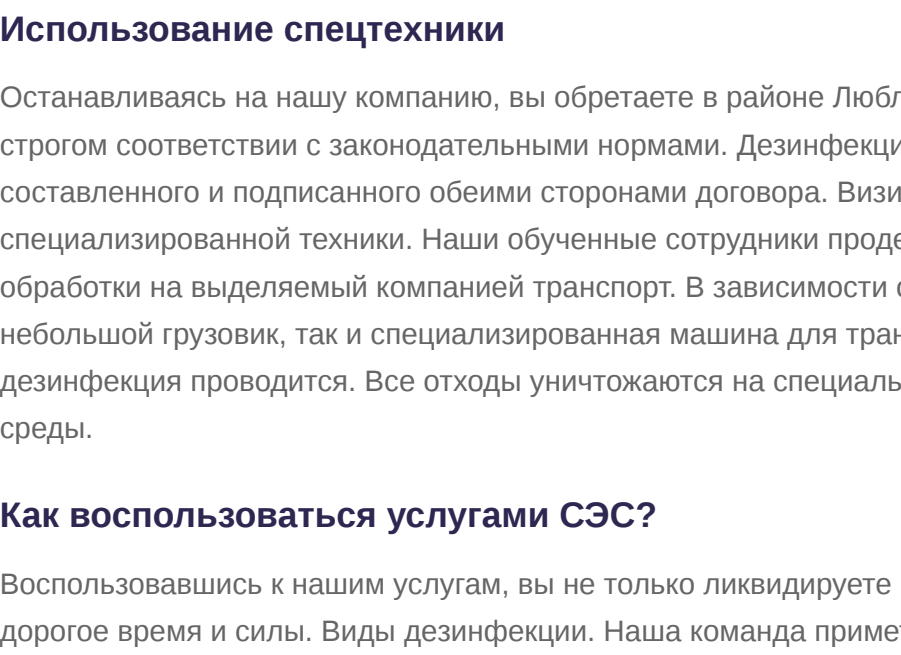 Использование спецтехники
Останавливаясь на нашу компанию, вы обретаете в районе Любл
строгом соответствии с законодательными нормами. Дезинфекци
составленного и подписанного обеими сторонами договора. Визи
специализированной техники. Наши обученные сотрудники проде
обработки на выделяемый компанией транспорт. В зависимости о
небольшой грузовик, так и специализированная машина для тран
дезинфекция проводится. Все отходы уничтожаются на специаль
среды.
Как воспользоваться услугами СЭС?
Воспользовавшись к нашим услугам, вы не только ликвидируете
дорогое время и силы. Виды дезинфекции. Наша команда примет